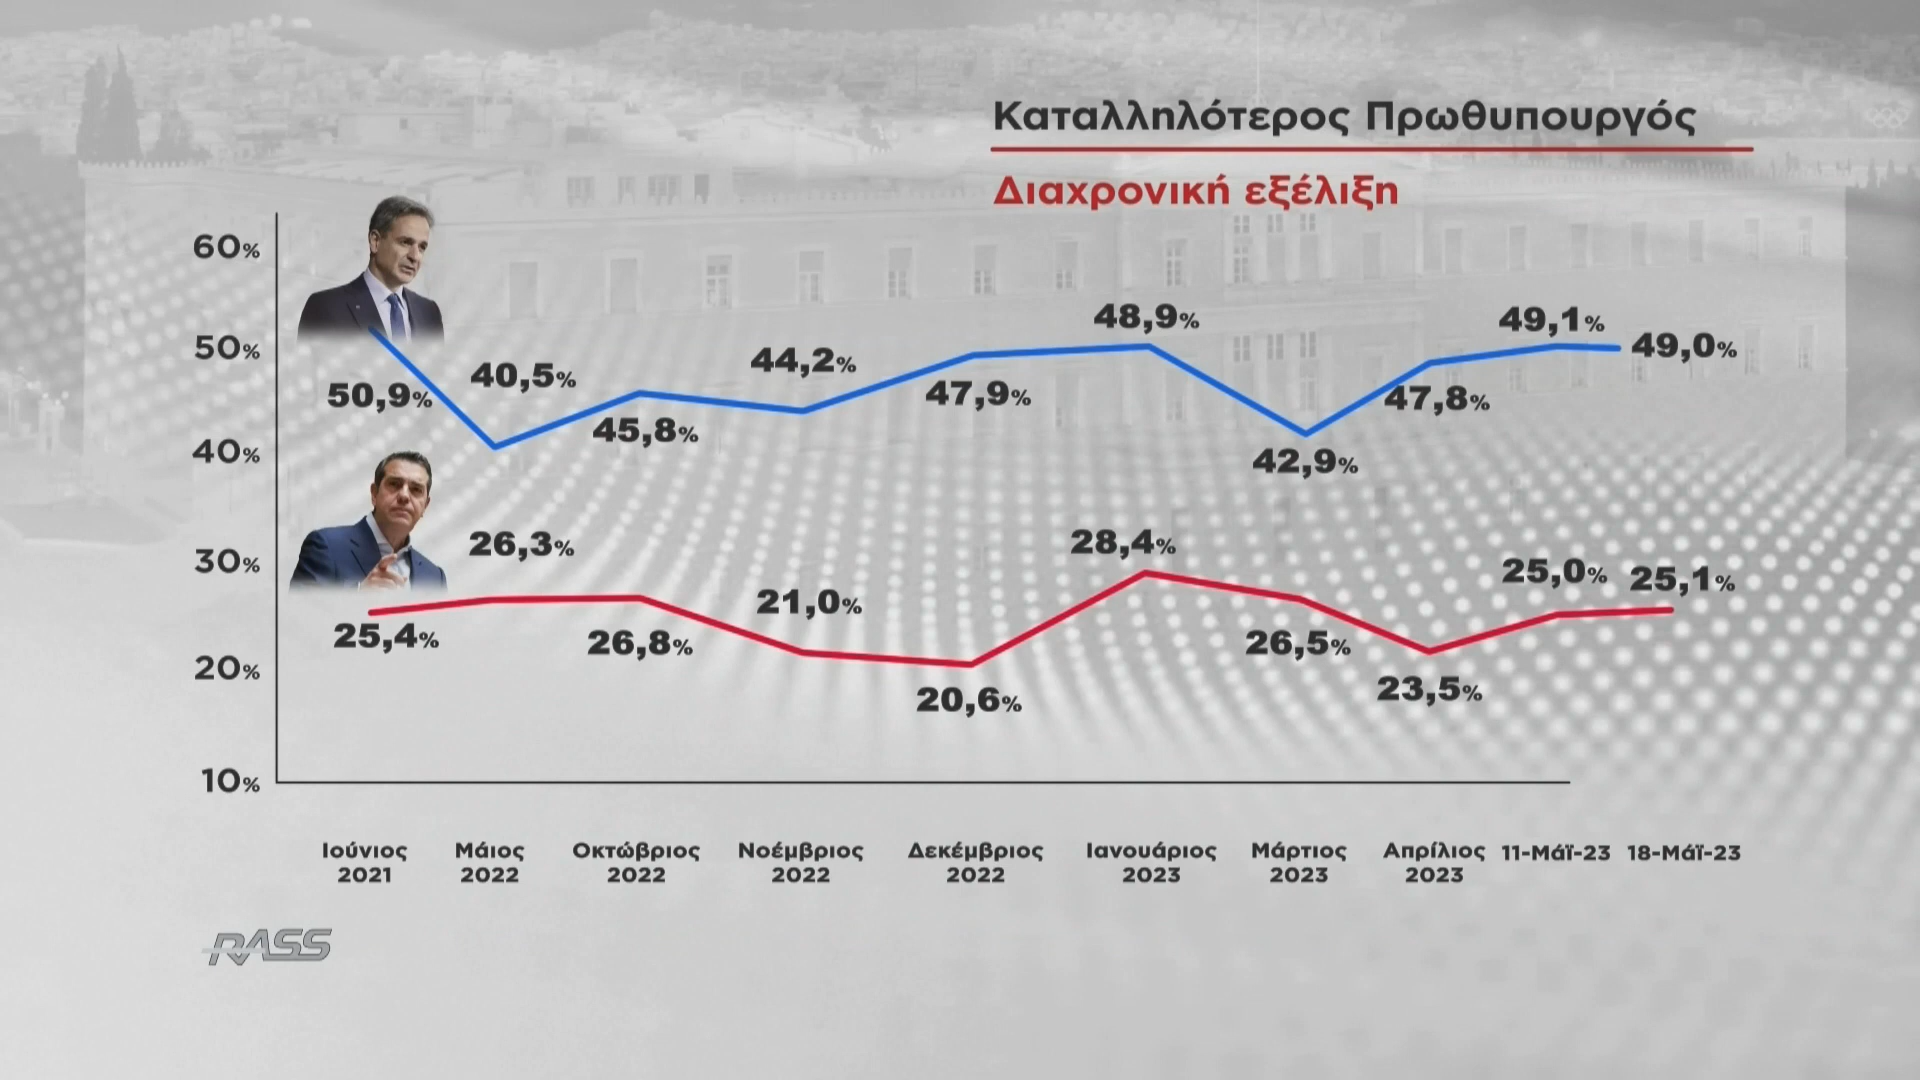 Καταλληλότερος Πρωθυπουργός
Διαχρονική εξέλιξη
60%
50%
40%
30%
20%
10%
50,9%
40,5%
45,8%
44,2%
47,9%
48,9%
42,9%
47,8%
49,1%
49,0%
25,4%
26,3%
26,8%
21,0%
20,6%
28,4%
26,5%
23,5%
25,0%
25,1%
Ιούνιος
2021
Μάιος
2022
Οκτώβριος
2022
Νοέμβριος
2022
Δεκέμβριος
2022
Ιανουάριος
2023
Μάρτιος
2023
Απρίλιος
2023
11-Μάϊ-23
18-Μάϊ-23
RASS